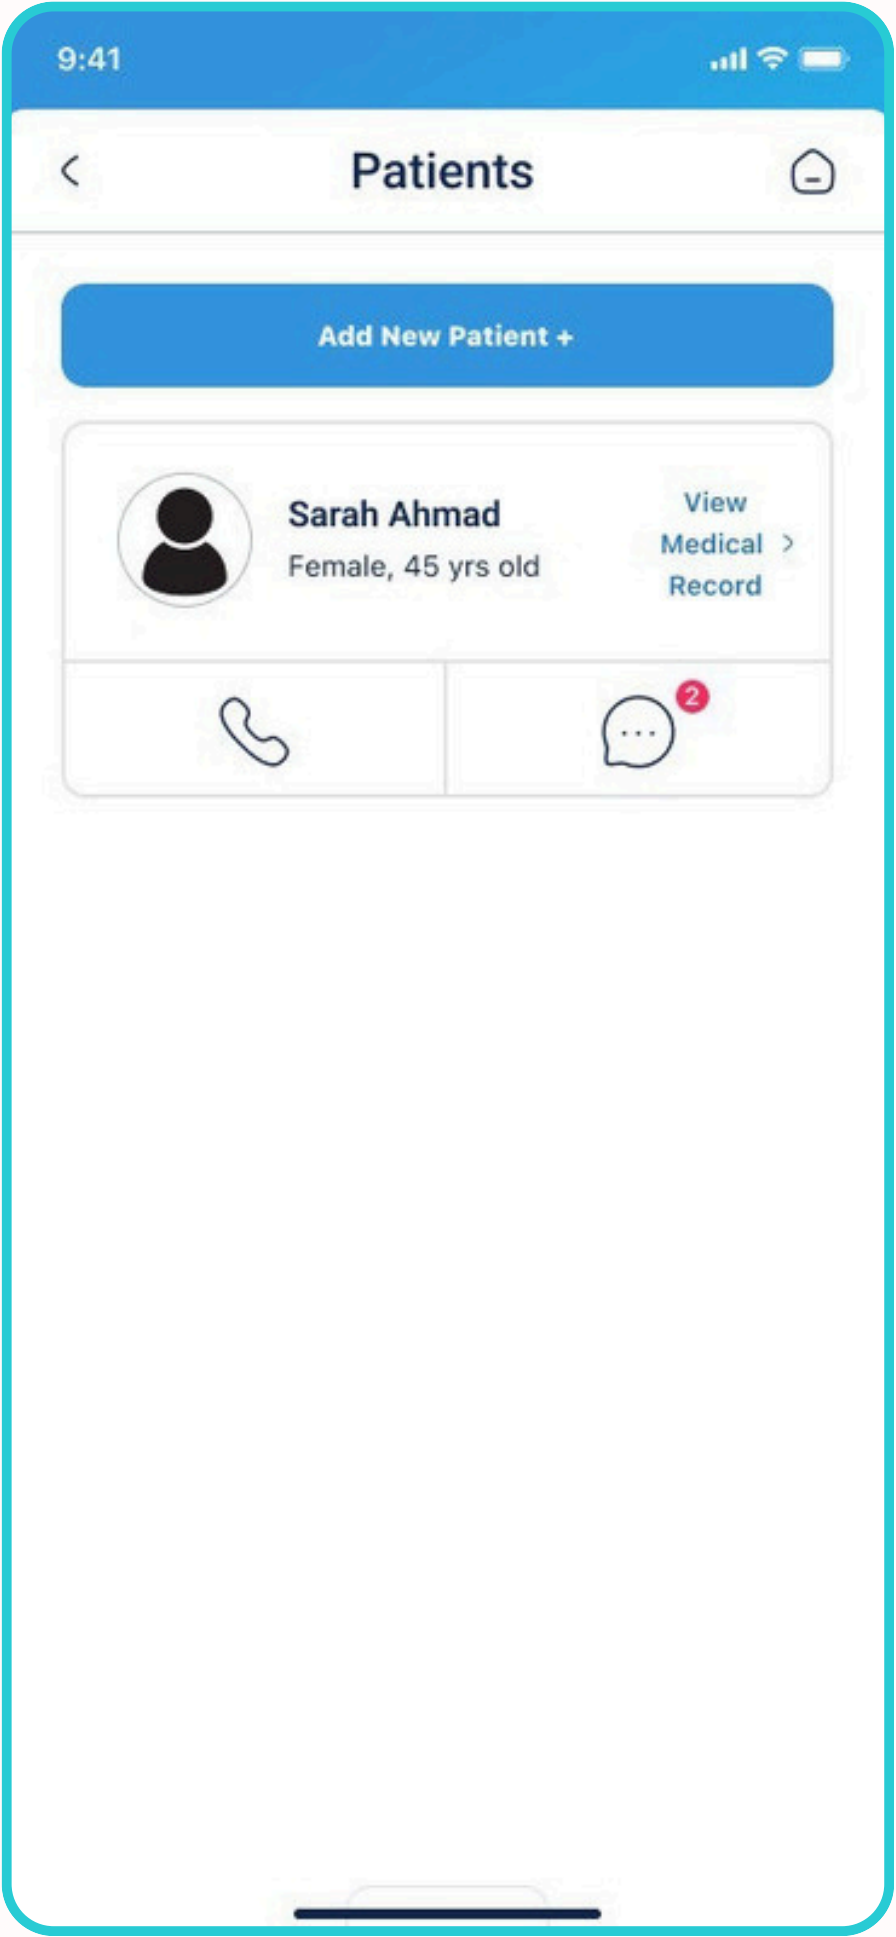 9:41
Patients
Add New Patient +
Sarah Ahmad
Female, 45 yrs old
View
Medical
Record
2